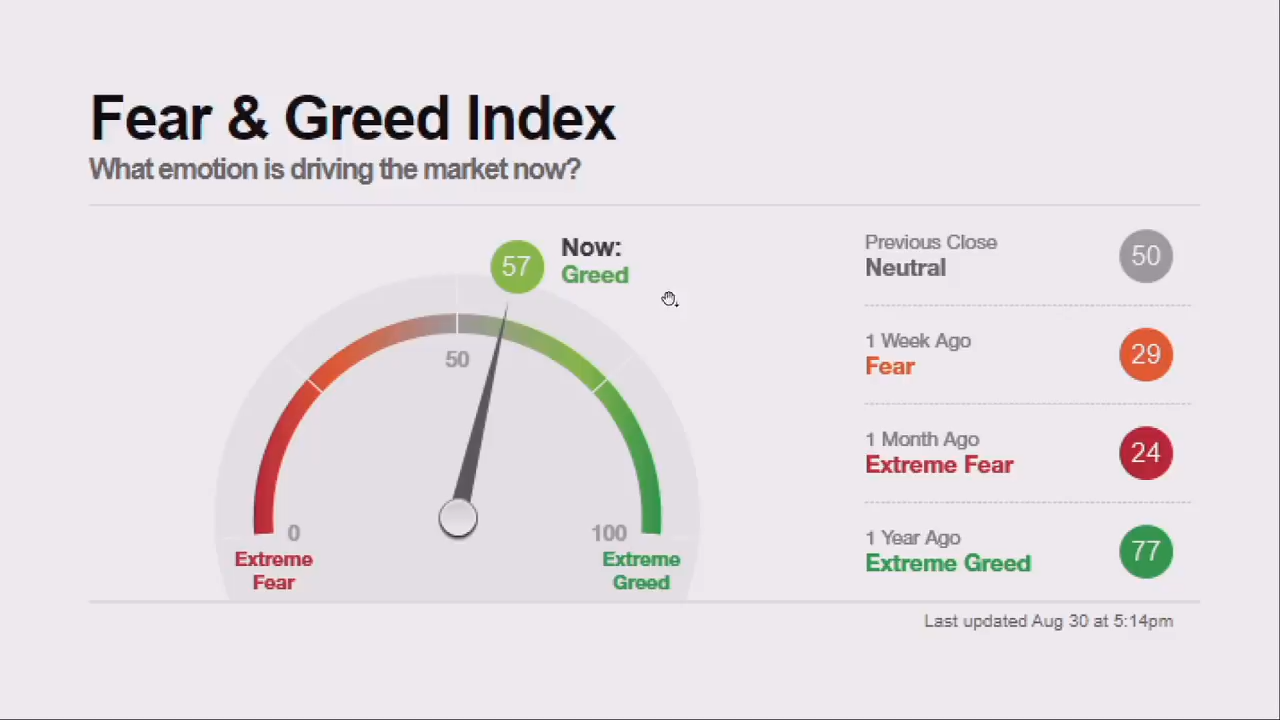 Fear & Greed Index
What emotion is driving the market now?
57
Now:
Greed
50
0
100
Extreme
Fear
Extreme
Greed
Previous Close
Neutral
50
1 Week Ago
Fear
29
1 Month Ago
Extreme Fear
24
1 Year Ago
Extreme Greed
77
Last updated Aug 30 at 5:14pm